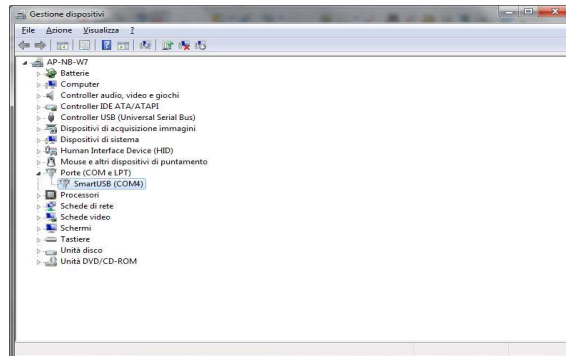 Gestione dispositivi
File Azione Visualizza ?
AP-NB-W7
Batterie
Computer
Controller audio, video e giochi
Controller IDE ATA/ATAPI
Controller USB (Universal Serial Bus)
Dispositivi di acquisizione immagini
Dispositivi di sistema
Human Interface Device (HID)
Mouse e altri dispositivi di puntamento
Porte (COM e LPT)
SmartUSB (COM4)
Processori
Schede di rete
Schede video
Schermi
Tastiere
Unità disco
Unità DVD/CD-ROM